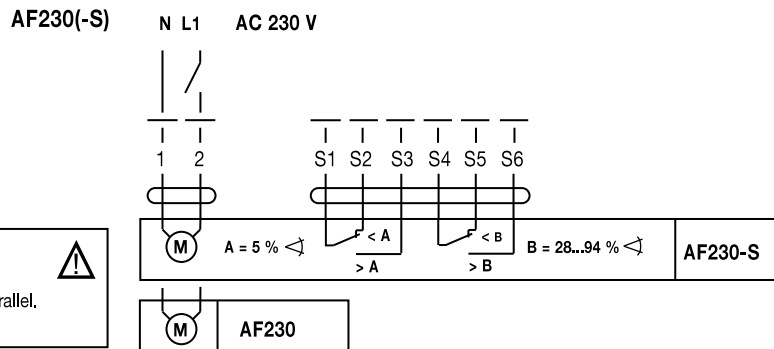 AF230(-S) N L1 AC 230 V
1 2 S1 S2 S3 S4 S5 S6
M A = 5 % < A > A < B > B B = 28...94 % AF230-S
rallel.
M AF230